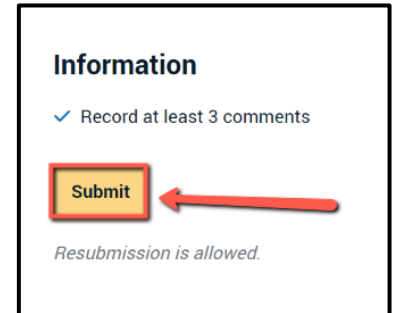 Information
✓ Record at least 3 comments
Submit
Resubmission is allowed.